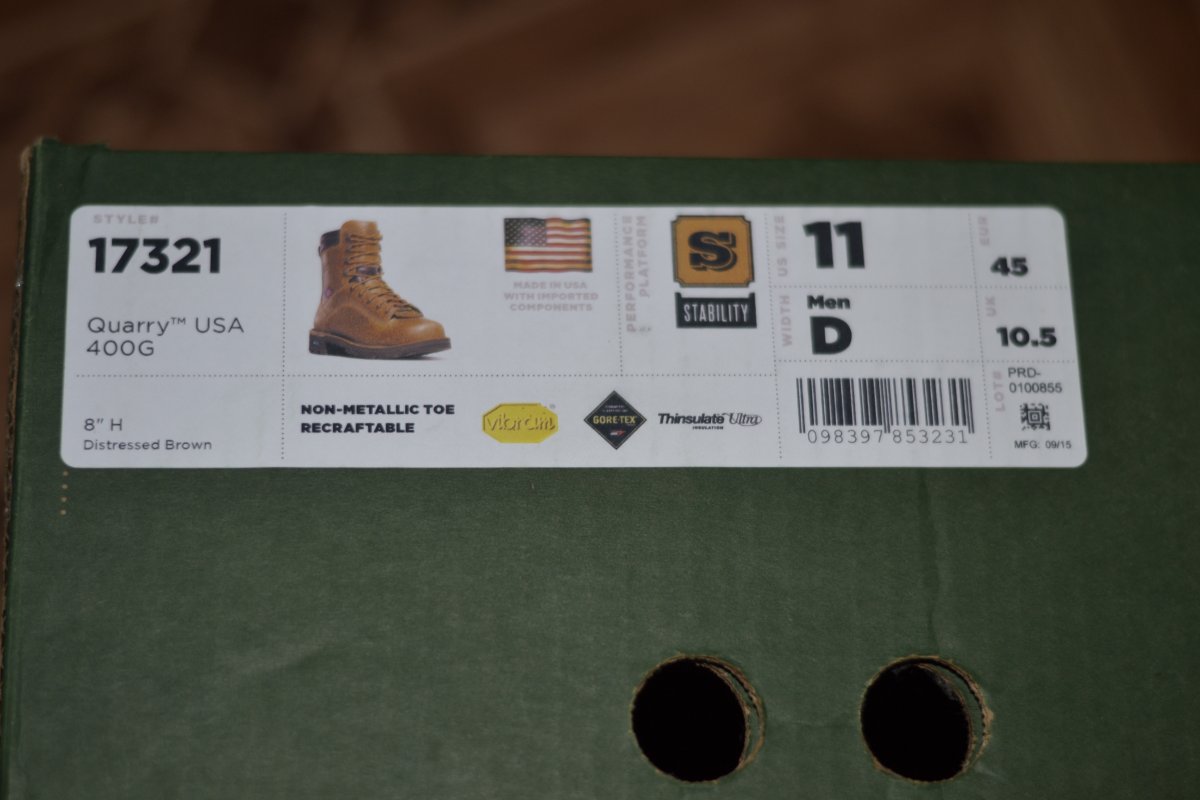 STYLE#
17321
Quarry™ USA
400G
8" H
Distressed Brown
MADE IN USA
WITH IMPORTED
COMPONENTS
NON-METALLIC TOE
RECRAFTABLE
vibram®
GORE-TEX
Thinsulate Ultra
INSULATION
PERFORMANCE
PLATFORM
S
STABILITY
US SIZE
11
WIDTH
Men
D
EUR
45
UK
10.5
098397853231
LOT#
PRD-
0100855
MFG: 09/15